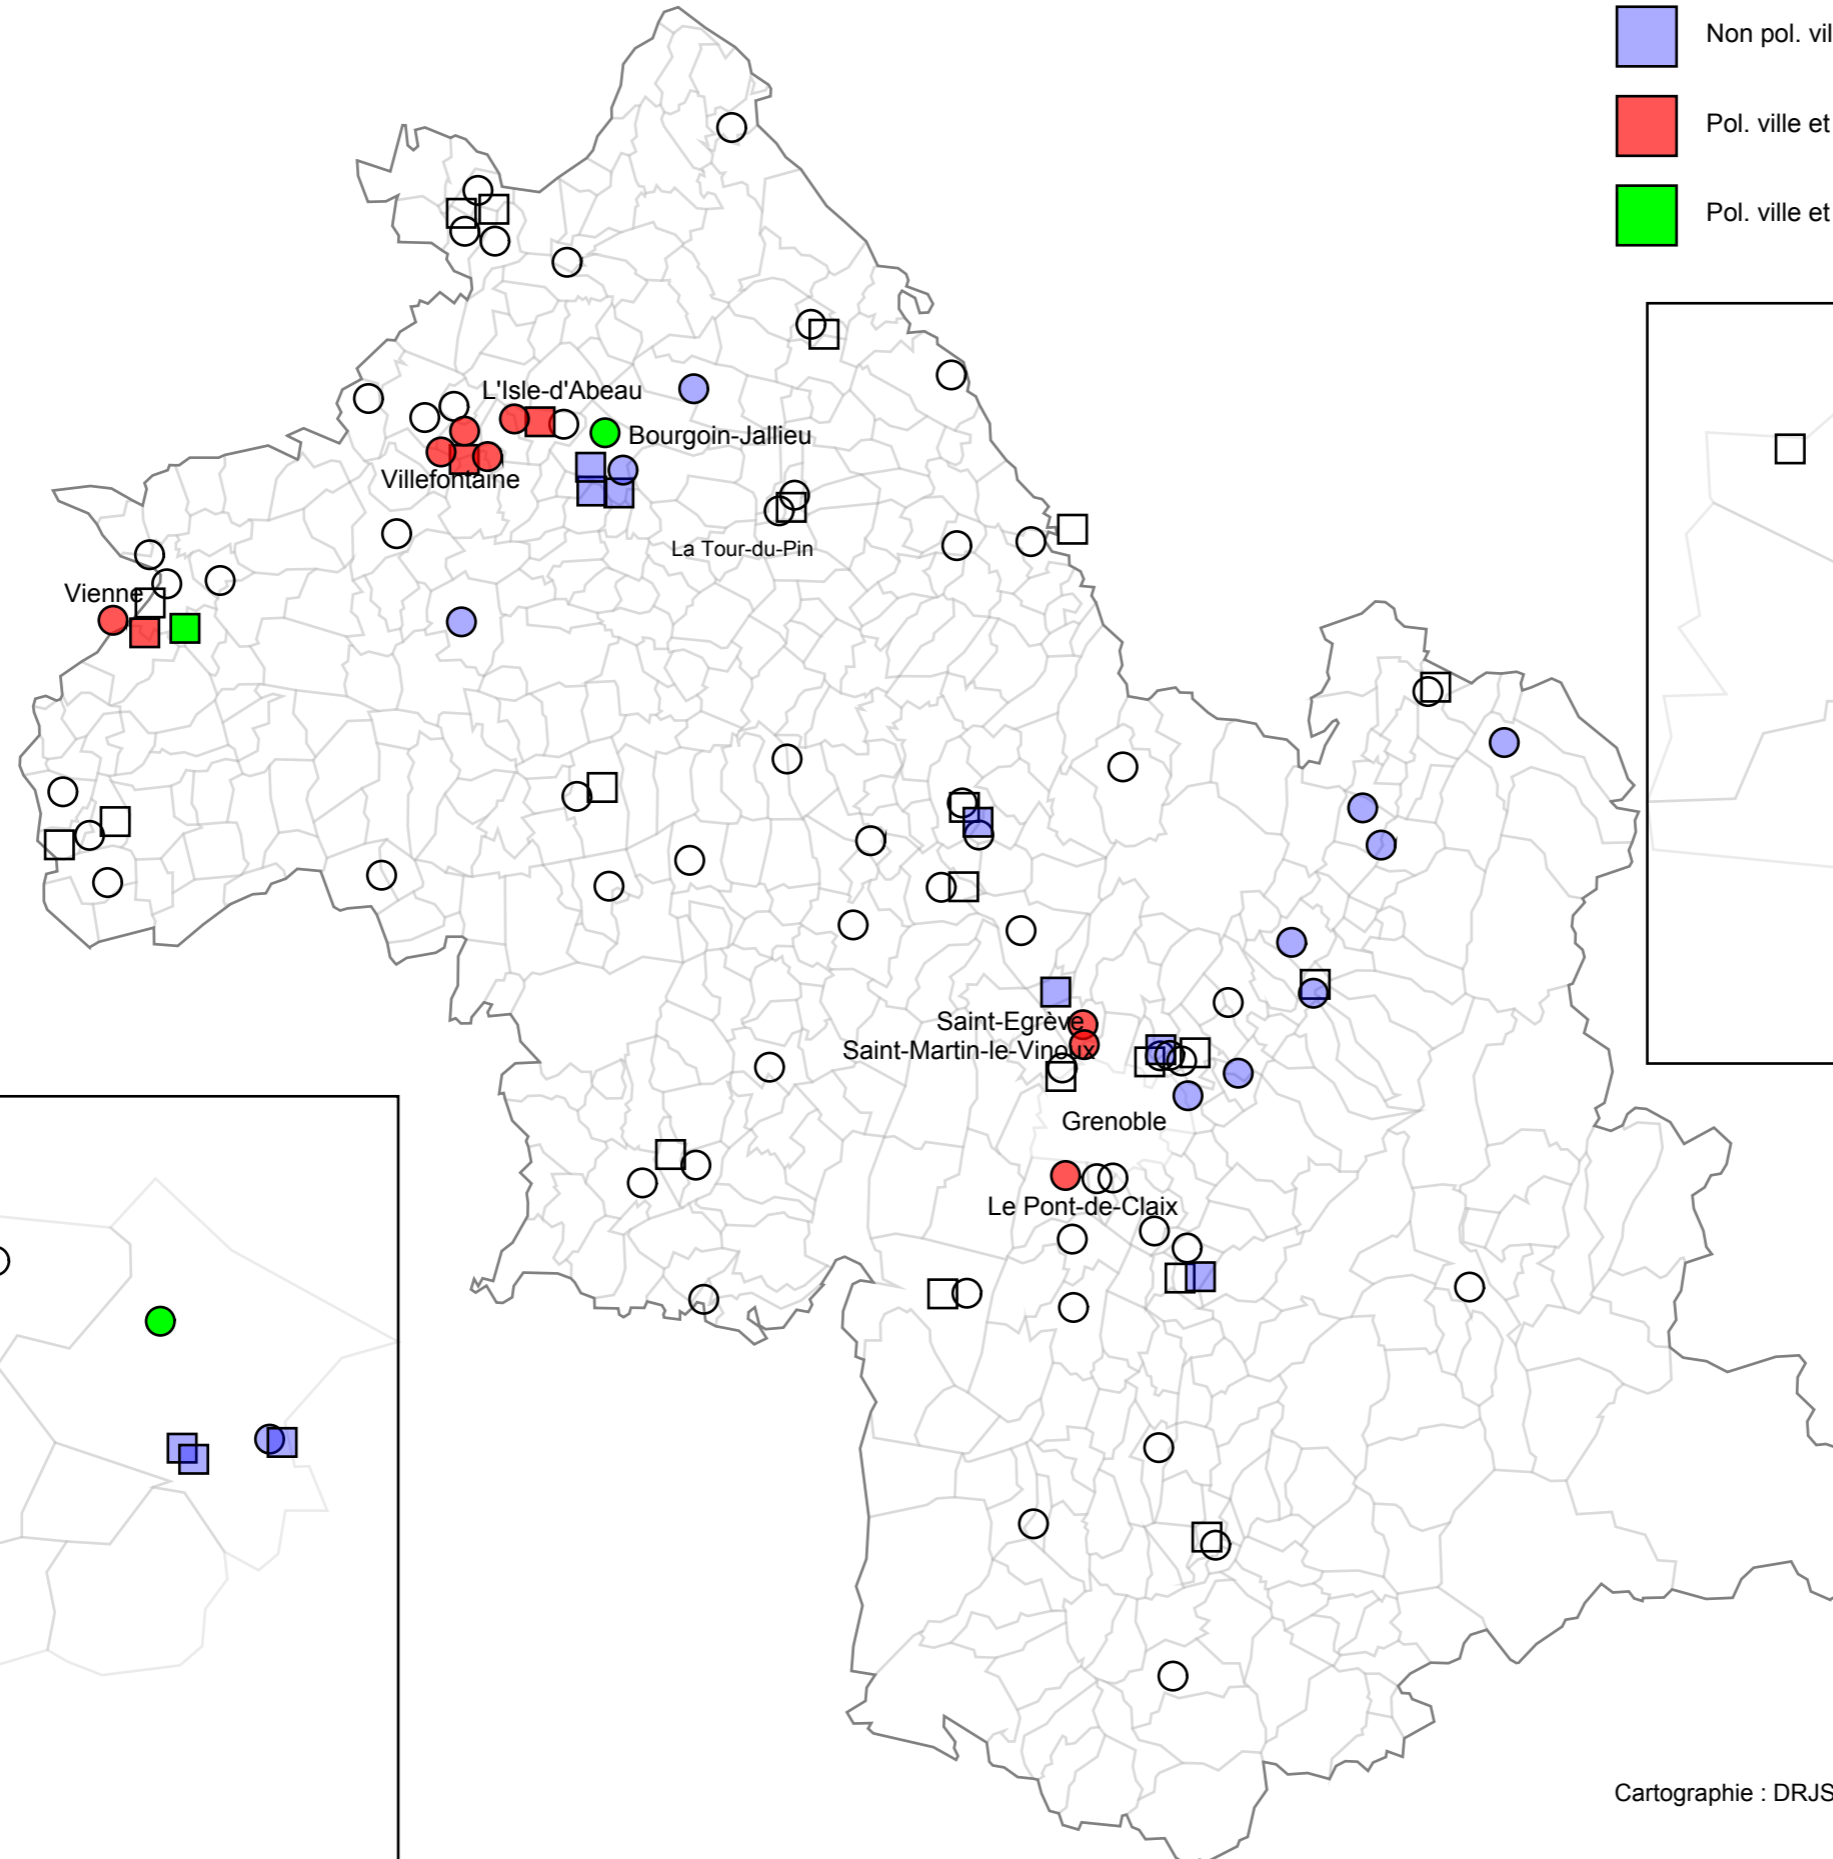 Non pol. vil
Pol. ville et
Pol. ville et
L'Isle-d'Abeau
Bourgoin-Jallieu
Villefontaine
La Tour-du-Pin
Vienne
Saint-Egrève
Saint-Martin-le-Vinoux
Grenoble
Le Pont-de-Claix
Cartographie : DRJS